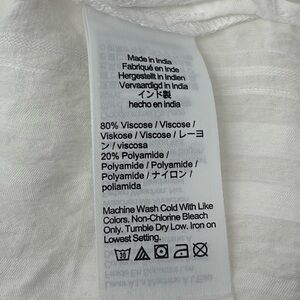 Made in India
Fabriqué en Inde
Hergestellt in Indien
Vervaardigd in India
インド製
hecho en india
80% Viscose / Viscose /
Viskose / Viscose / レーヨ
ン / viscosa
20% Polyamide /
Polyamide / Polyamide /
Polyamide / ナイロン /
poliamida
Machine Wash Cold With Like
Colors. Non-Chlorine Bleach
Only. Tumble Dry Low. Iron on
Lowest Setting.
30